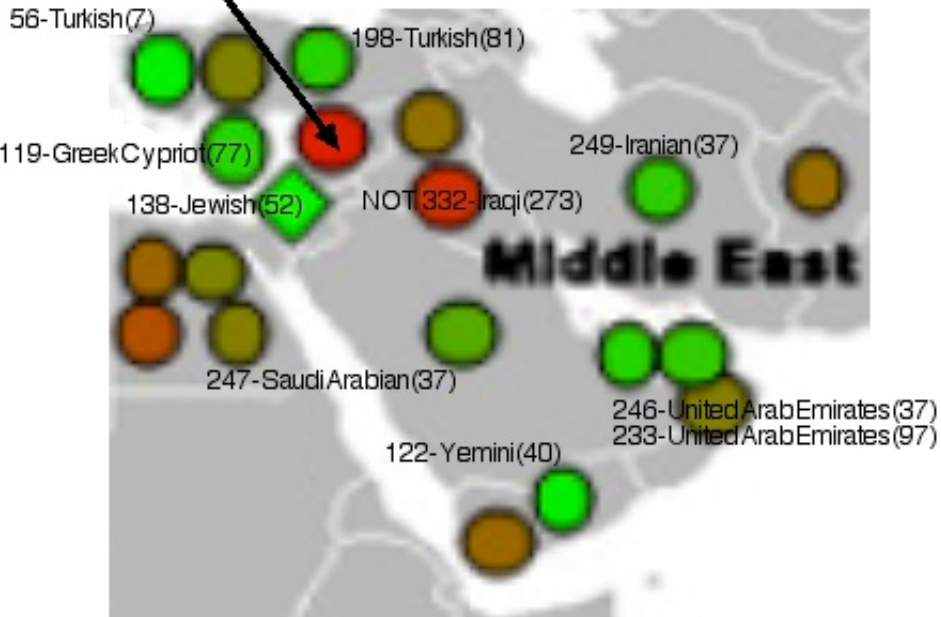 56-Turkish(7)
198-Turkish(81)
119-GreekCypriot(77)
249-Iranian(37)
138-Jewish(52)
NOT 332-Iraqi(273)
Middle East
247-SaudiArabian(37)
246-UnitedArabEmirates(37)
233-UnitedArabEmirates(97)
122-Yemini(40)